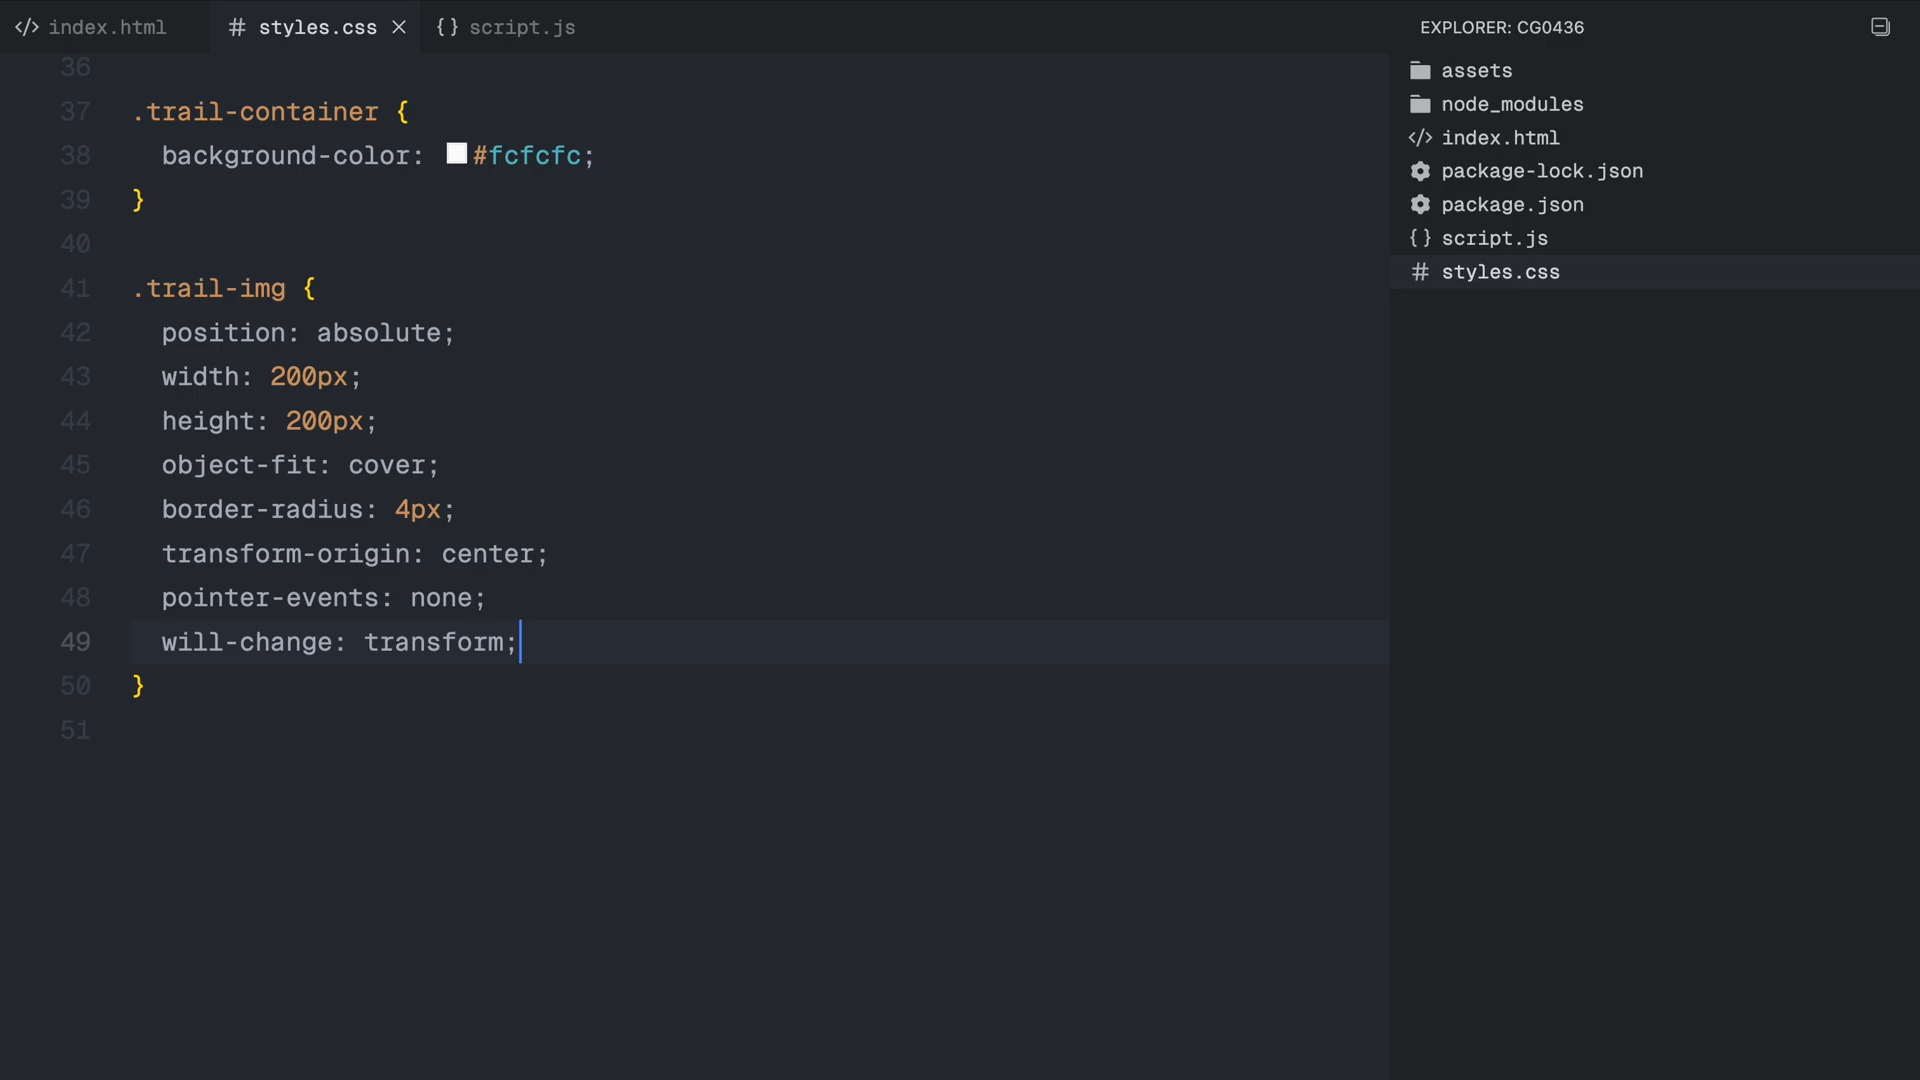 </> index.html
# styles.css ×
{} script.js
EXPLORER: CG0436
36
37 .trail-container {
38 background-color: #fcfcfc;
39 }
40
41 .trail-img {
42 position: absolute;
43 width: 200px;
44 height: 200px;
45 object-fit: cover;
46 border-radius: 4px;
47 transform-origin: center;
48 pointer-events: none;
49 will-change: transform;
50 }
51
assets
node_modules
</> index.html
package-lock.json
package.json
{} script.js
# styles.css